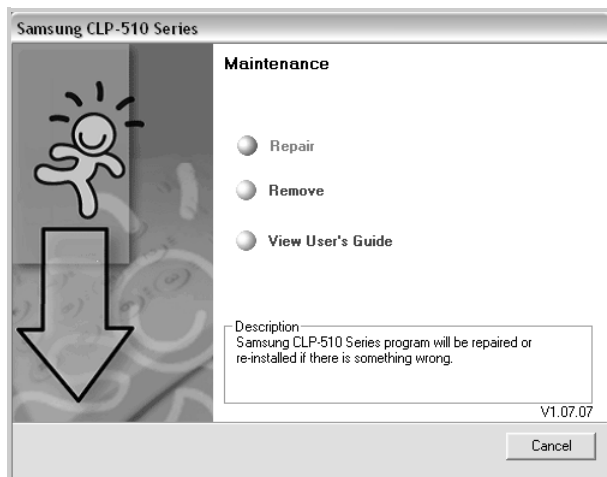 Samsung CLP-510 Series
Maintenance
Repair
Remove
View User's Guide
Description
Samsung CLP-510 Series program will be repaired or
re-installed if there is something wrong.
V1.07.07
Cancel